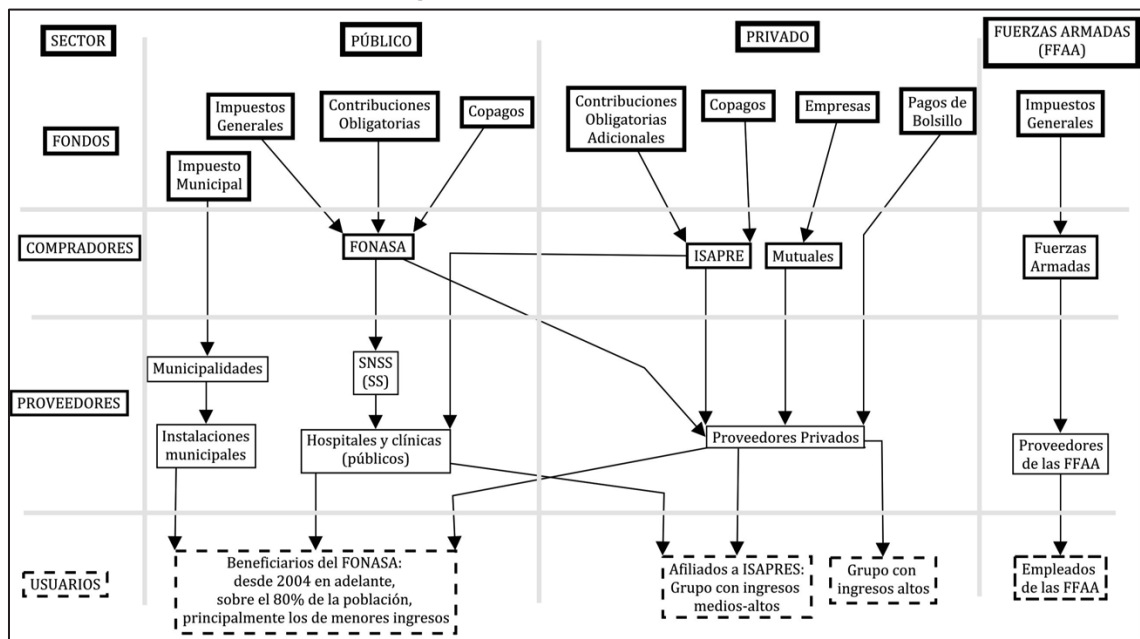 SECTOR
PÚBLICO
PRIVADO
FUERZAS ARMADAS
(FFAA)
FONDOS
Impuestos
Generales
Contribuciones
Obligatorias
Copagos
Contribuciones
Obligatorias
Adicionales
Copagos
Empresas
Pagos de
Bolsillo
Impuestos
Generales
Impuesto
Municipal
COMPRADORES
FONASA
ISAPRE
Mutuales
Fuerzas
Armadas
PROVEEDORES
Municipalidades
SNSS
(SS)
Instalaciones
municipales
Hospitales y clínicas
(públicos)
Proveedores Privados
Proveedores
de las FFAA
USUARIOS
Beneficiarios del FONASA:
desde 2004 en adelante,
sobre el 80% de la población,
principalmente los de menores ingresos
Afiliados a ISAPRES:
Grupo con ingresos
medios-altos
Grupo con
ingresos altos
Empleados
de las FFAA